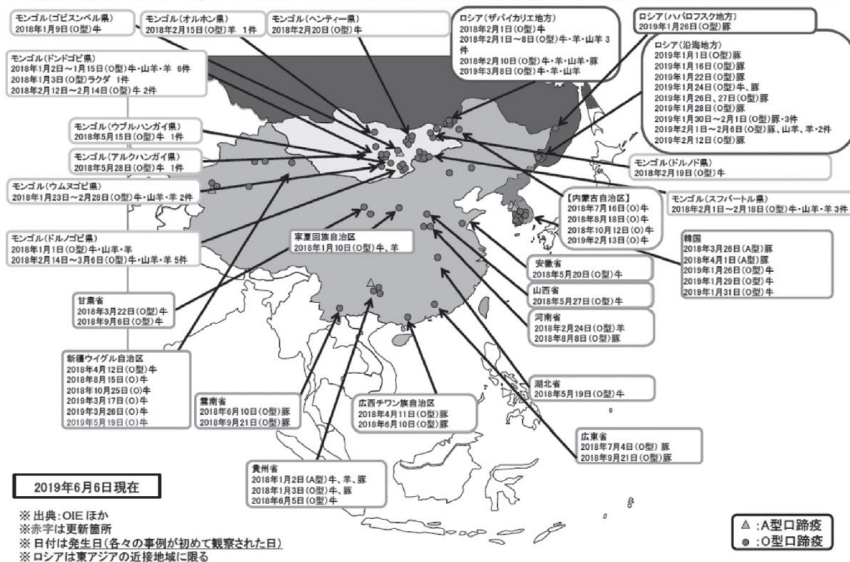 モンゴル(ゴビスンベル県)
2018年1月9日(O型)牛
モンゴル(オルホン県)
2018年2月15日(O型)羊 1件
モンゴル(ヘンティー県)
2018年2月20日(O型)牛
ロシア(ザバイカリエ地方)
2018年2月1日(O型)牛
2018年2月1日~8日(O型)牛・羊・山羊 3件
2018年2月10日(O型)牛・羊・山羊・豚
2019年3月8日(O型)牛・羊・山羊
ロシア(ハバロフスク地方)
2019年1月26日(O型)豚
ロシア(沿海地方)
2019年1月1日(O型)豚
2019年1月16日(O型)豚
2019年1月22日(O型)豚
2019年1月24日(O型)牛、豚
2019年1月26日、27日(O型)豚
2019年1月28日(O型)豚
2019年1月30日~2月1日(O型)豚・3件
2019年2月1日~2月6日(O型)豚、山羊、羊・2件
2019年2月12日(O型)豚
モンゴル(ドンドゴビ県)
2018年1月2日~1月15日(O型)牛・山羊・羊 6件
2018年1月3日(O型)ラクダ 1件
2018年2月12日~2月14日(O型)牛 2件
モンゴル(ウブルハンガイ県)
2018年5月15日(O型)牛 1件
モンゴル(アルクハンガイ県)
2018年5月28日(O型)牛 1件
モンゴル(ウムヌゴビ県)
2018年1月23日~2月28日(O型)牛・山羊・羊 2件
モンゴル(ドルノゴビ県)
2018年1月1日(O型)牛・山羊・羊
2018年2月14日~3月6日(O型)牛・山羊・羊 5件
モンゴル(ドルノド県)
2018年2月19日(O型)牛
モンゴル(スフバートル県)
2018年2月1日~2月18日(O型)牛・山羊・羊 3件
【内蒙古自治区】
2018年7月16日(O)牛
2018年8月18日(O)牛
2018年10月12日(O)牛
2019年2月13日(O)牛
寧夏回族自治区
2018年1月10日(O型)牛、羊
韓国
2018年3月26日(A型)豚
2018年4月1日(A型)豚
2019年1月26日(O型)牛
2019年1月29日(O型)牛
2019年1月31日(O型)牛
安徽省
2018年5月20日(O型)牛
山西省
2018年5月27日(O型)牛
河南省
2018年2月24日(O型)羊
2018年8月8日(O型)豚
湖北省
2018年5月19日(O型)牛
広東省
2018年7月4日(O型)豚
2018年9月21日(O型)豚
甘粛省
2018年3月22日(O型)牛
2018年9月6日(O型)牛
新疆ウイグル自治区
2018年4月12日(O型)牛
2018年8月15日(O)牛
2018年10月25日(O)牛
2019年3月17日(O)牛
2019年3月26日(O)牛
2019年5月19日(O)牛
雲南省
2018年6月10日(O型)豚
2018年9月21日(O型)豚
広西チワン族自治区
2018年4月11日(O型)豚
2018年6月10日(O型)豚
貴州省
2018年1月2日(A型)牛、羊、豚
2018年1月3日(O型)牛、豚
2018年6月5日(O型)牛
2019年6月6日現在
※ 出典:OIE ほか
※赤字は更新箇所
※ 日付は発生日(各々の事例が初めて観察された日)
※ロシアは東アジアの近接地域に限る
▲:A型口蹄疫
●:O型口蹄疫